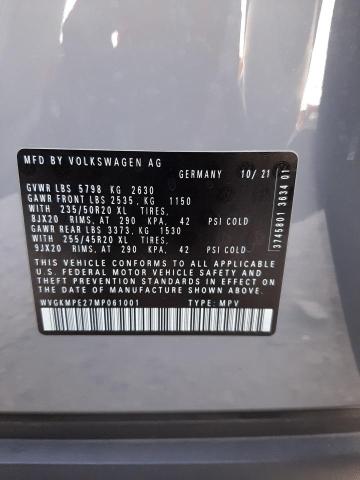 MFD BY VOLKSWAGEN AG
GERMANY 10/21
GVWR LBS 5798 KG 2630
GAWR FRONT LBS 2535, KG 1150
WITH 235/50R20 XL TIRES,
8JX20 RIMS, AT 290 KPA, 42 PSI COLD
GAWR REAR LBS 3373, KG 1530
WITH 255/45R20 XL TIRES,
9JX20 RIMS, AT 290 KPA, 42 PSI COLD
THIS VEHICLE CONFORMS TO ALL APPLICABLE
U.S. FEDERAL MOTOR VEHICLE SAFETY AND
THEFT PREVENTION STANDARDS IN EFFECT ON
THE DATE OF MANUFACTURE SHOWN ABOVE.
WVGKMPE27MP061001 TYPE: MPV
3745801 3634 01